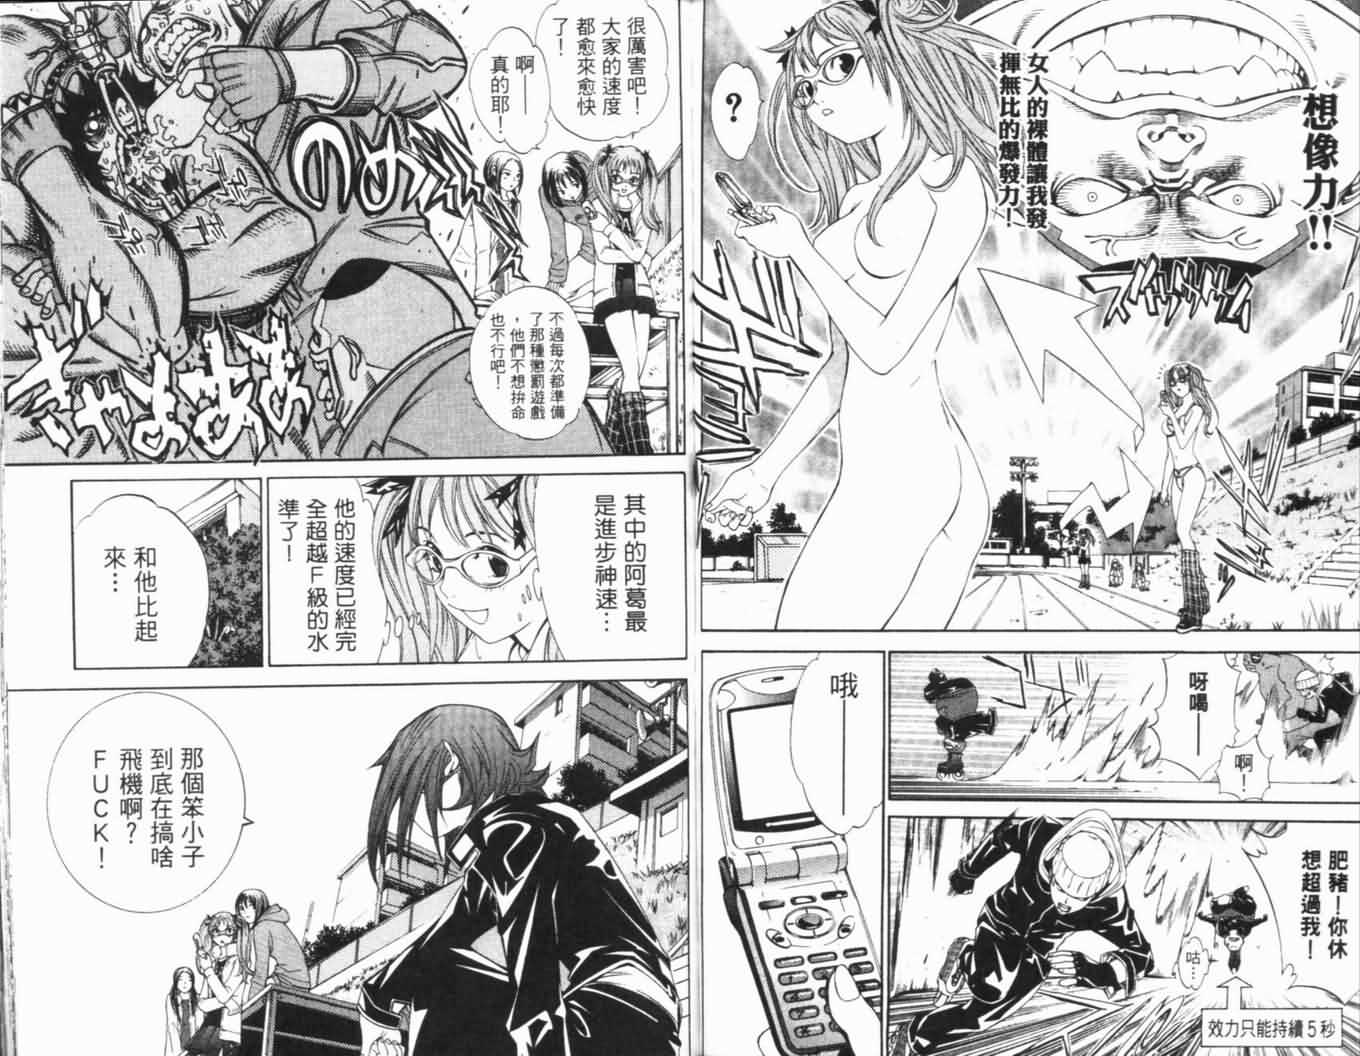 想像力!!
女人的裸體讓我發
揮無比的爆發力!
?
呀喝——
啊!
哦——
肥豬!你休
想超過我!
咕…
效力只能持續5秒
很厲害吧!
大家的速度
都愈來愈快
了!
啊——
真的耶!
不過每次都準備
了那種懲罰遊戲
,他們不想拚命
也不行吧!
ぎゃあああ
其中的阿葛最
是進步神速…
他的速度已經完
全超越F級的水
準了!
和他比起
來…
那個笨小子
到底在搞啥
飛機啊?
FUCK!